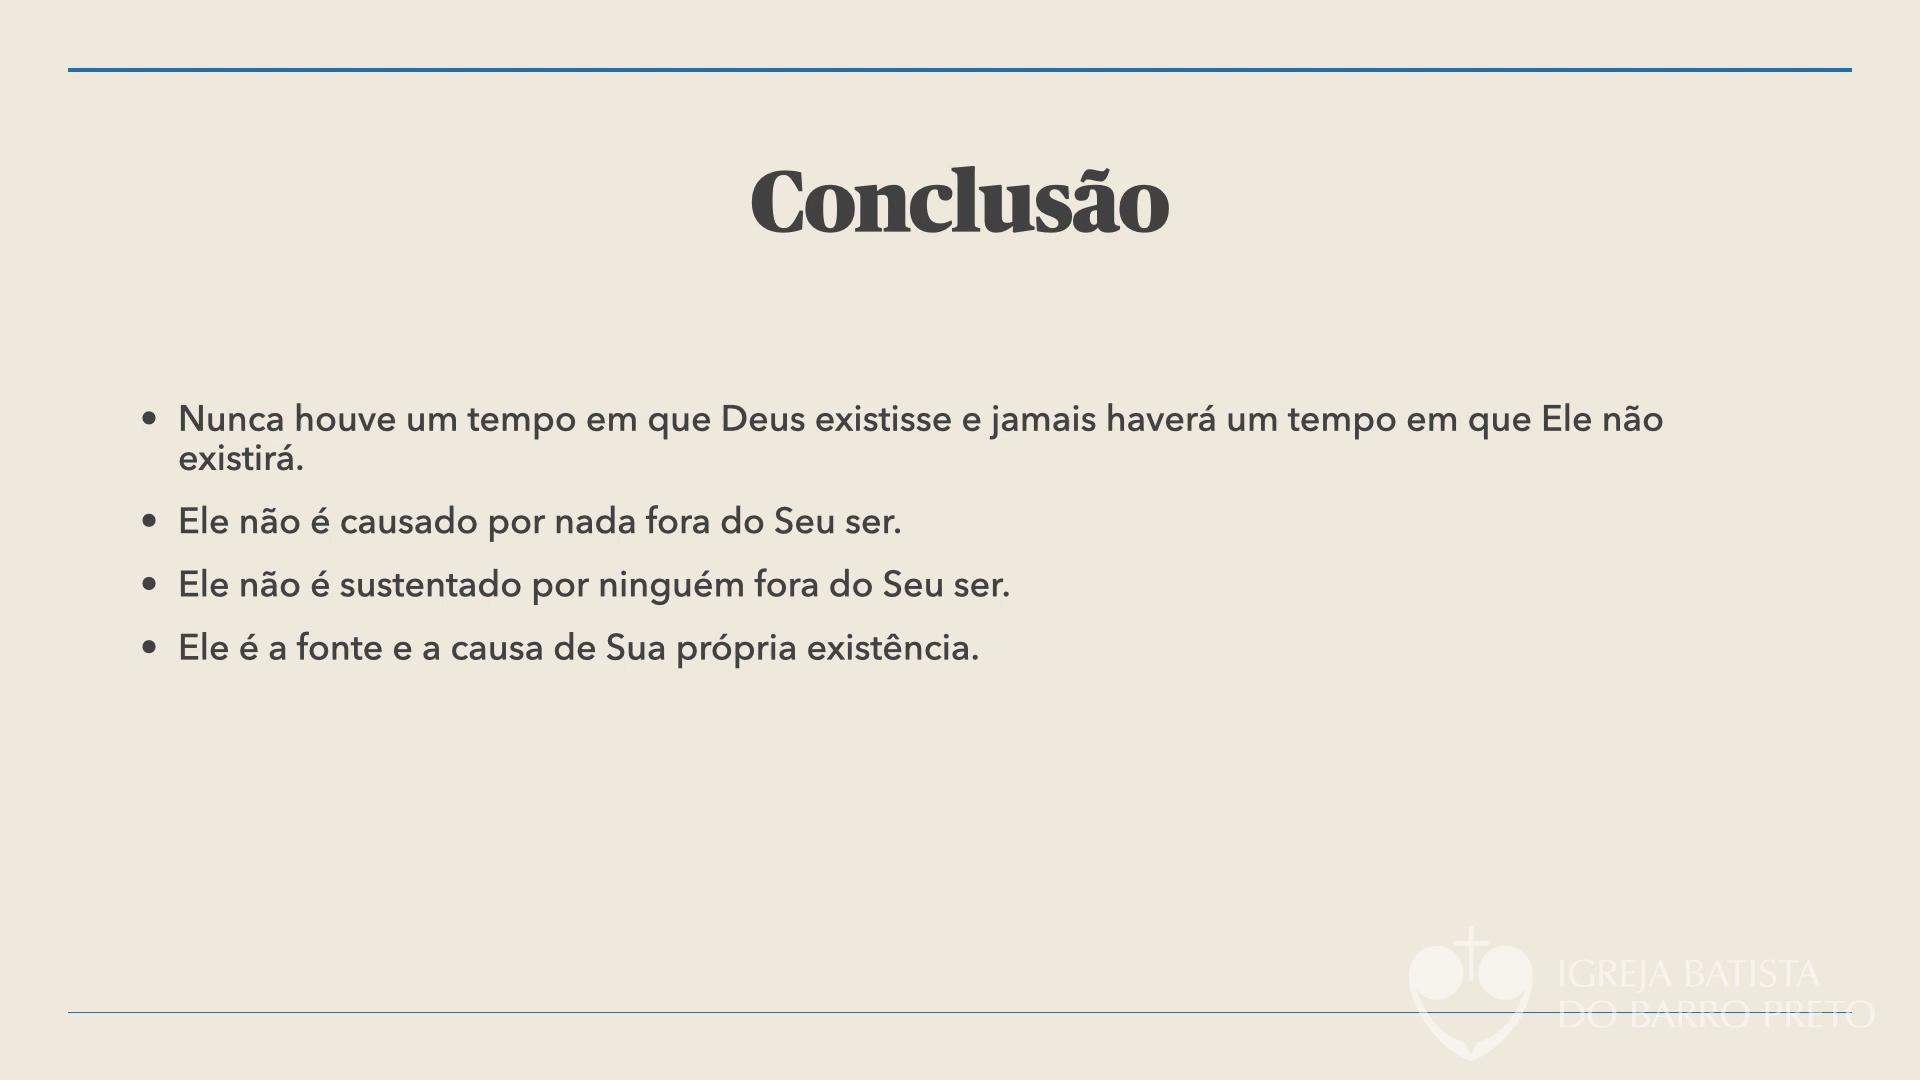 Conclusão
• Nunca houve um tempo em que Deus existisse e jamais haverá um tempo em que Ele não
existirá.
• Ele não é causado por nada fora do Seu ser.
• Ele não é sustentado por ninguém fora do Seu ser.
• Ele é a fonte e a causa de Sua própria existência.
IGREJA BATISTA
DO BARRO PRETO